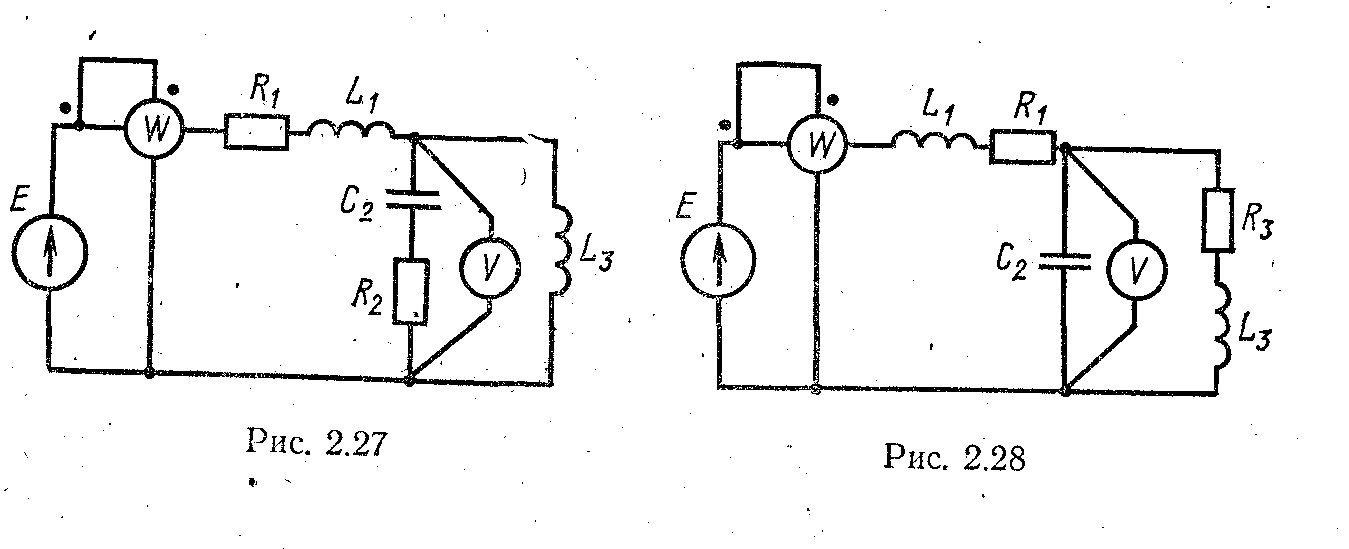 W R₁ L₁
E C₂ R₂ V L₃
Рис. 2.27
W L₁ R₁
E C₂ V R₃ L₃
Рис. 2.28